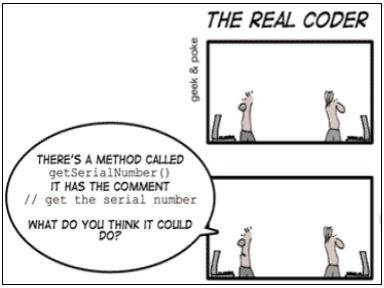 THE REAL CODER
geek & poke
THERE'S A METHOD CALLED
getSerialNumber()
IT HAS THE COMMENT
// get the serial number
WHAT DO YOU THINK IT COULD
DO?